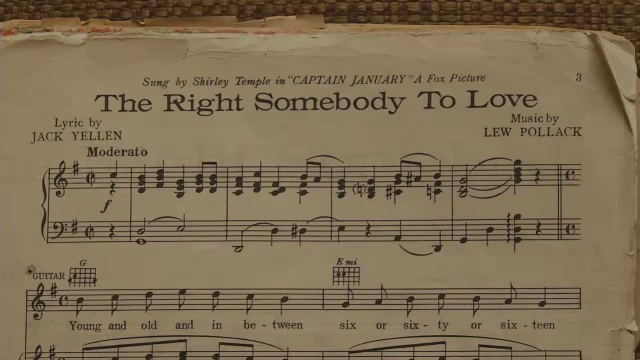 Sung by Shirley Temple in "CAPTAIN JANUARY" A Fox Picture
3
The Right Somebody To Love
Lyric by
JACK YELLEN
Music by
LEW POLLACK
Moderato
f
G
E mi
GUITAR
Young and old and in be - tween six or six - ty or six - teen